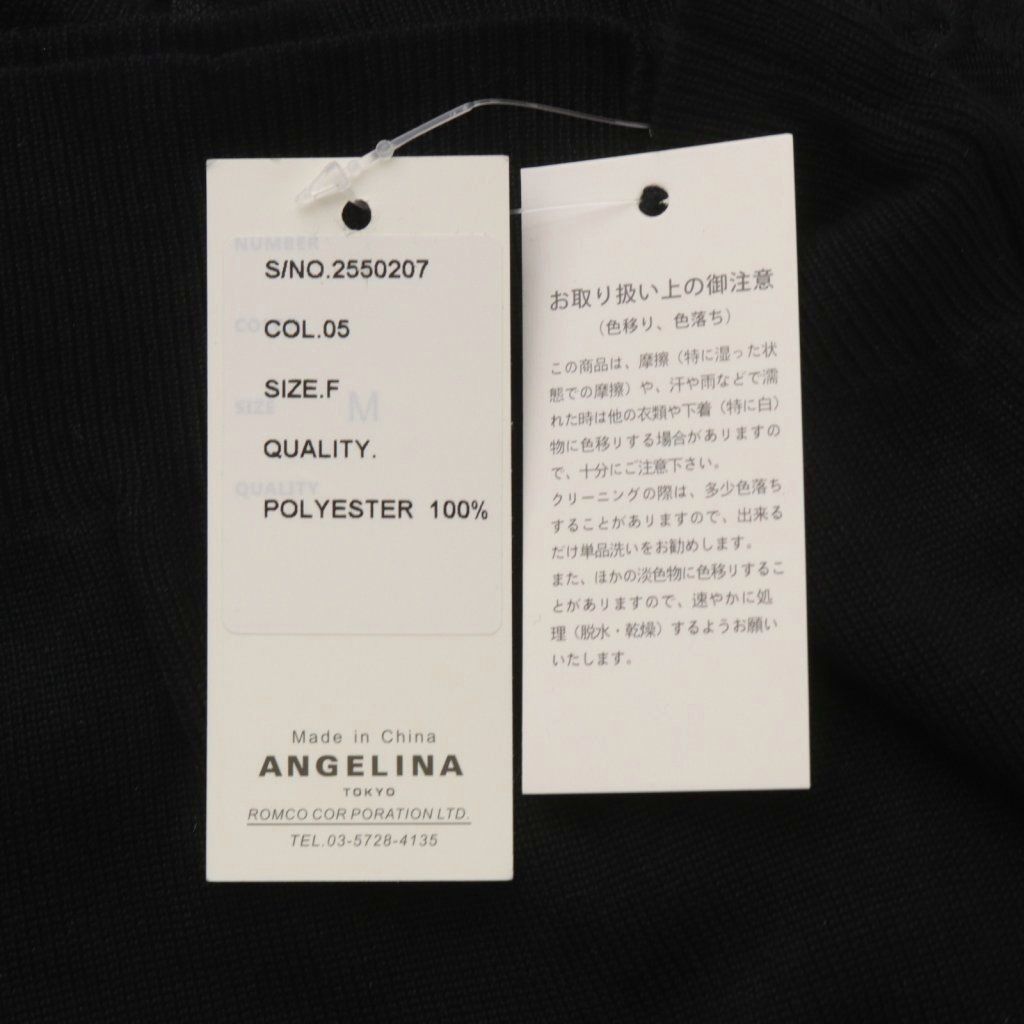 NUMBER
S/NO.2550207
COL.05
SIZE.F
SIZE M
QUALITY.
QUALITY
POLYESTER 100%
Made in China
ANGELINA
TOKYO
ROMCO COR PORATION LTD.
TEL.03-5728-4135
お取り扱い上の御注意
（色移り、色落ち）
この商品は、摩擦（特に湿った状
態での摩擦）や、汗や雨などで濡
れた時は他の衣類や下着（特に白）
物に色移りする場合がありますの
で、十分にご注意下さい。
クリーニングの際は、多少色落ち
することがありますので、出来る
だけ単品洗いをお勧めします。
また、ほかの淡色物に色移りするこ
とがありますので、速やかに処
理（脱水・乾燥）するようお願い
いたします。